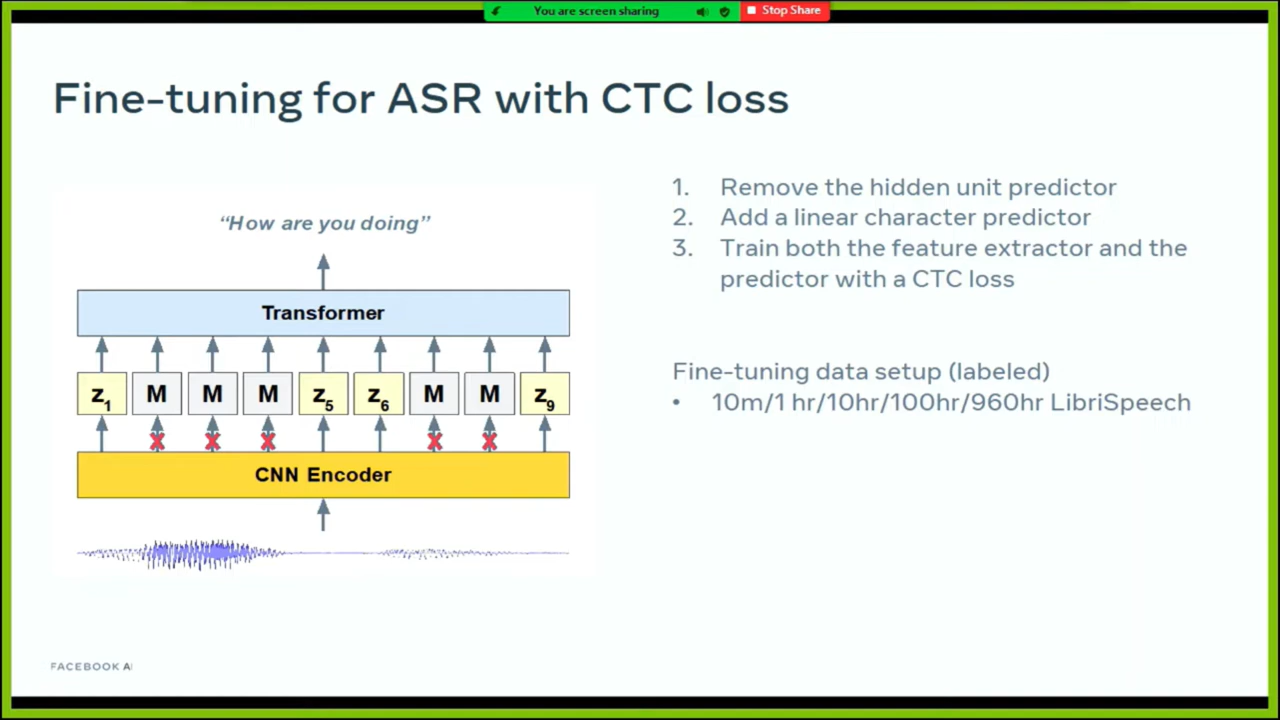 You are screen sharing
Stop Share
Fine-tuning for ASR with CTC loss
“How are you doing”
Transformer
z1 M M M z5 z6 M M z9
CNN Encoder
1. Remove the hidden unit predictor
2. Add a linear character predictor
3. Train both the feature extractor and the
predictor with a CTC loss
Fine-tuning data setup (labeled)
• 10m/1 hr/10hr/100hr/960hr LibriSpeech
FACEBOOK AI